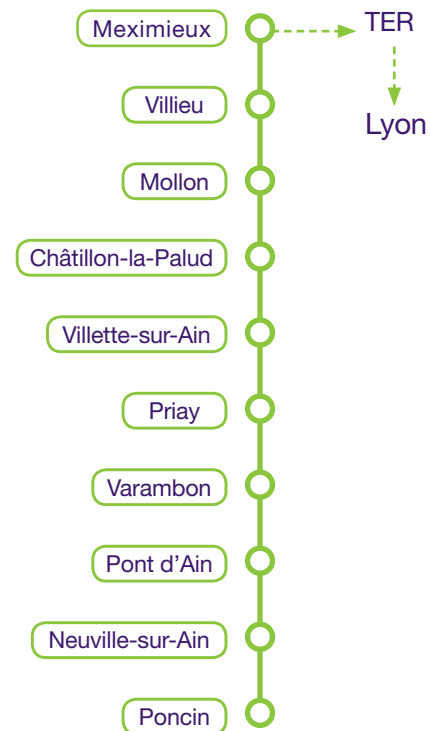 Meximieux
TER
Villieu
Lyon
Mollon
Châtillon-la-Palud
Villette-sur-Ain
Priay
Varambon
Pont d'Ain
Neuville-sur-Ain
Poncin